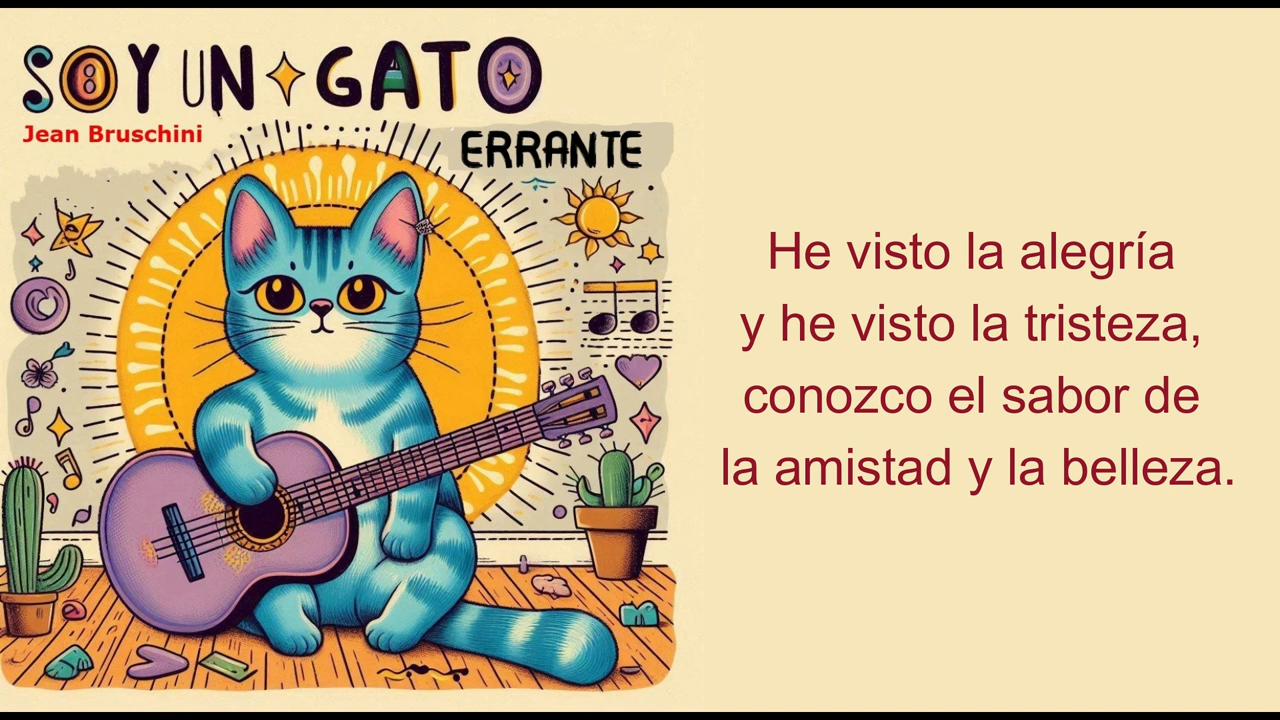 SOY UN GATO
Jean Bruschini
ERRANTE
He visto la alegría
y he visto la tristeza,
conozco el sabor de
la amistad y la belleza.